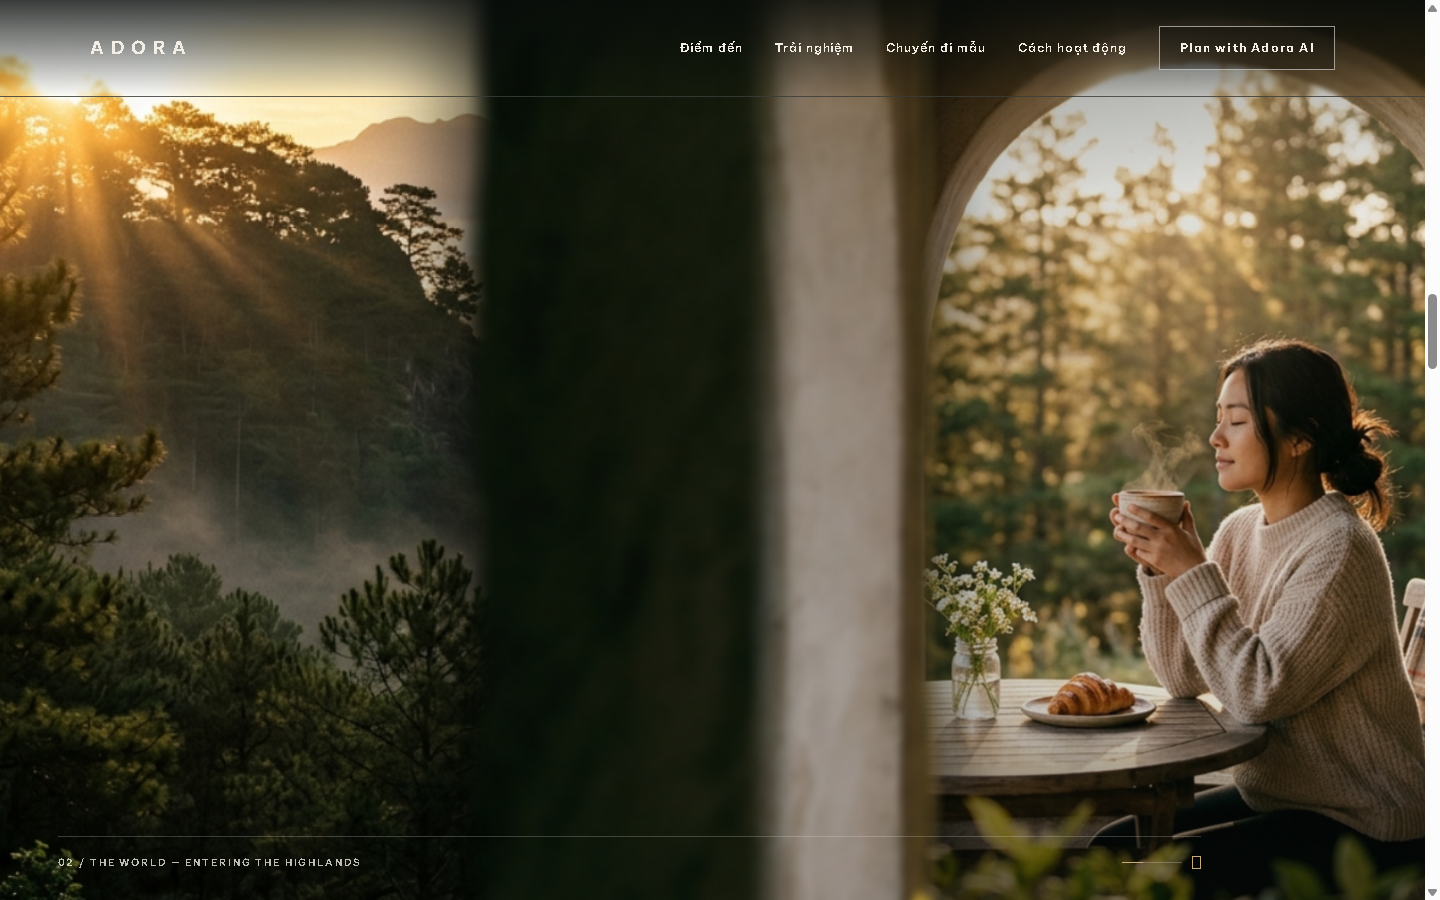 ADORA
Điểm đến
Trải nghiệm
Chuyến đi mẫu
Cách hoạt động
Plan with Adora AI
02 / THE WORLD — ENTERING THE HIGHLANDS